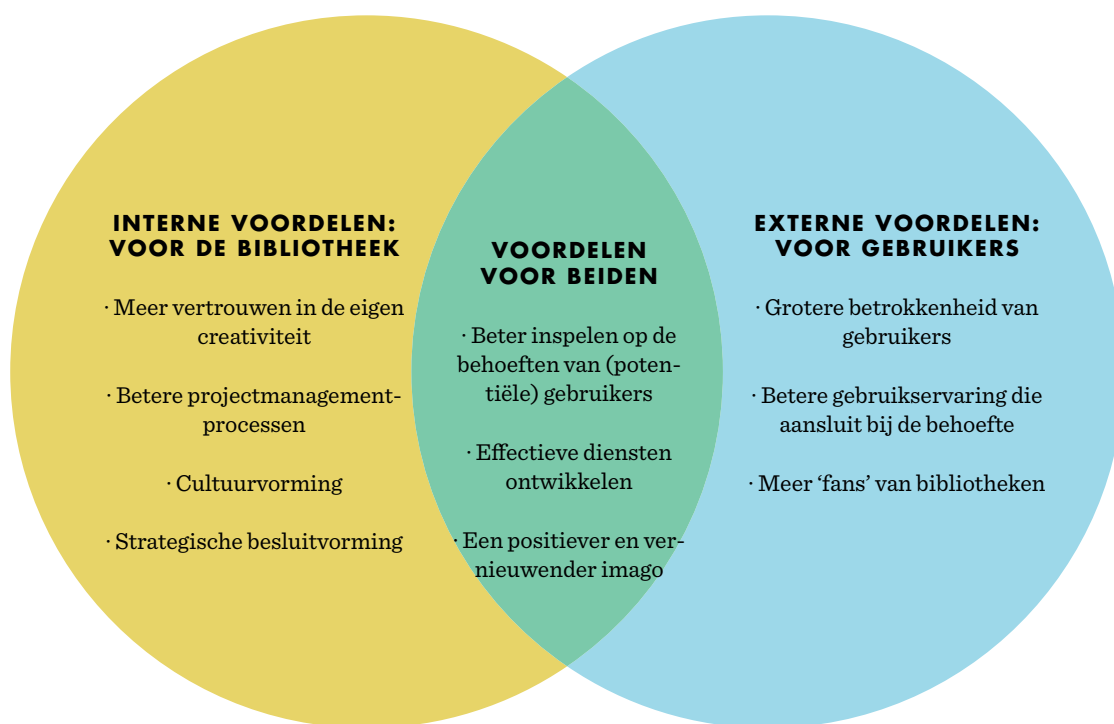 INTERNE VOORDELEN:
VOOR DE BIBLIOTHEEK
· Meer vertrouwen in de eigen
creativiteit
· Betere projectmanagement-
processen
· Cultuurvorming
· Strategische besluitvorming
VOORDELEN
VOOR BEIDEN
· Beter inspelen op de
behoeften van (poten-
tiële) gebruikers
· Effectieve diensten
ontwikkelen
· Een positiever en ver-
nieuwender imago
EXTERNE VOORDELEN:
VOOR GEBRUIKERS
· Grotere betrokkenheid van
gebruikers
· Betere gebruikservaring die
aansluit bij de behoefte
· Meer ‘fans’ van bibliotheken